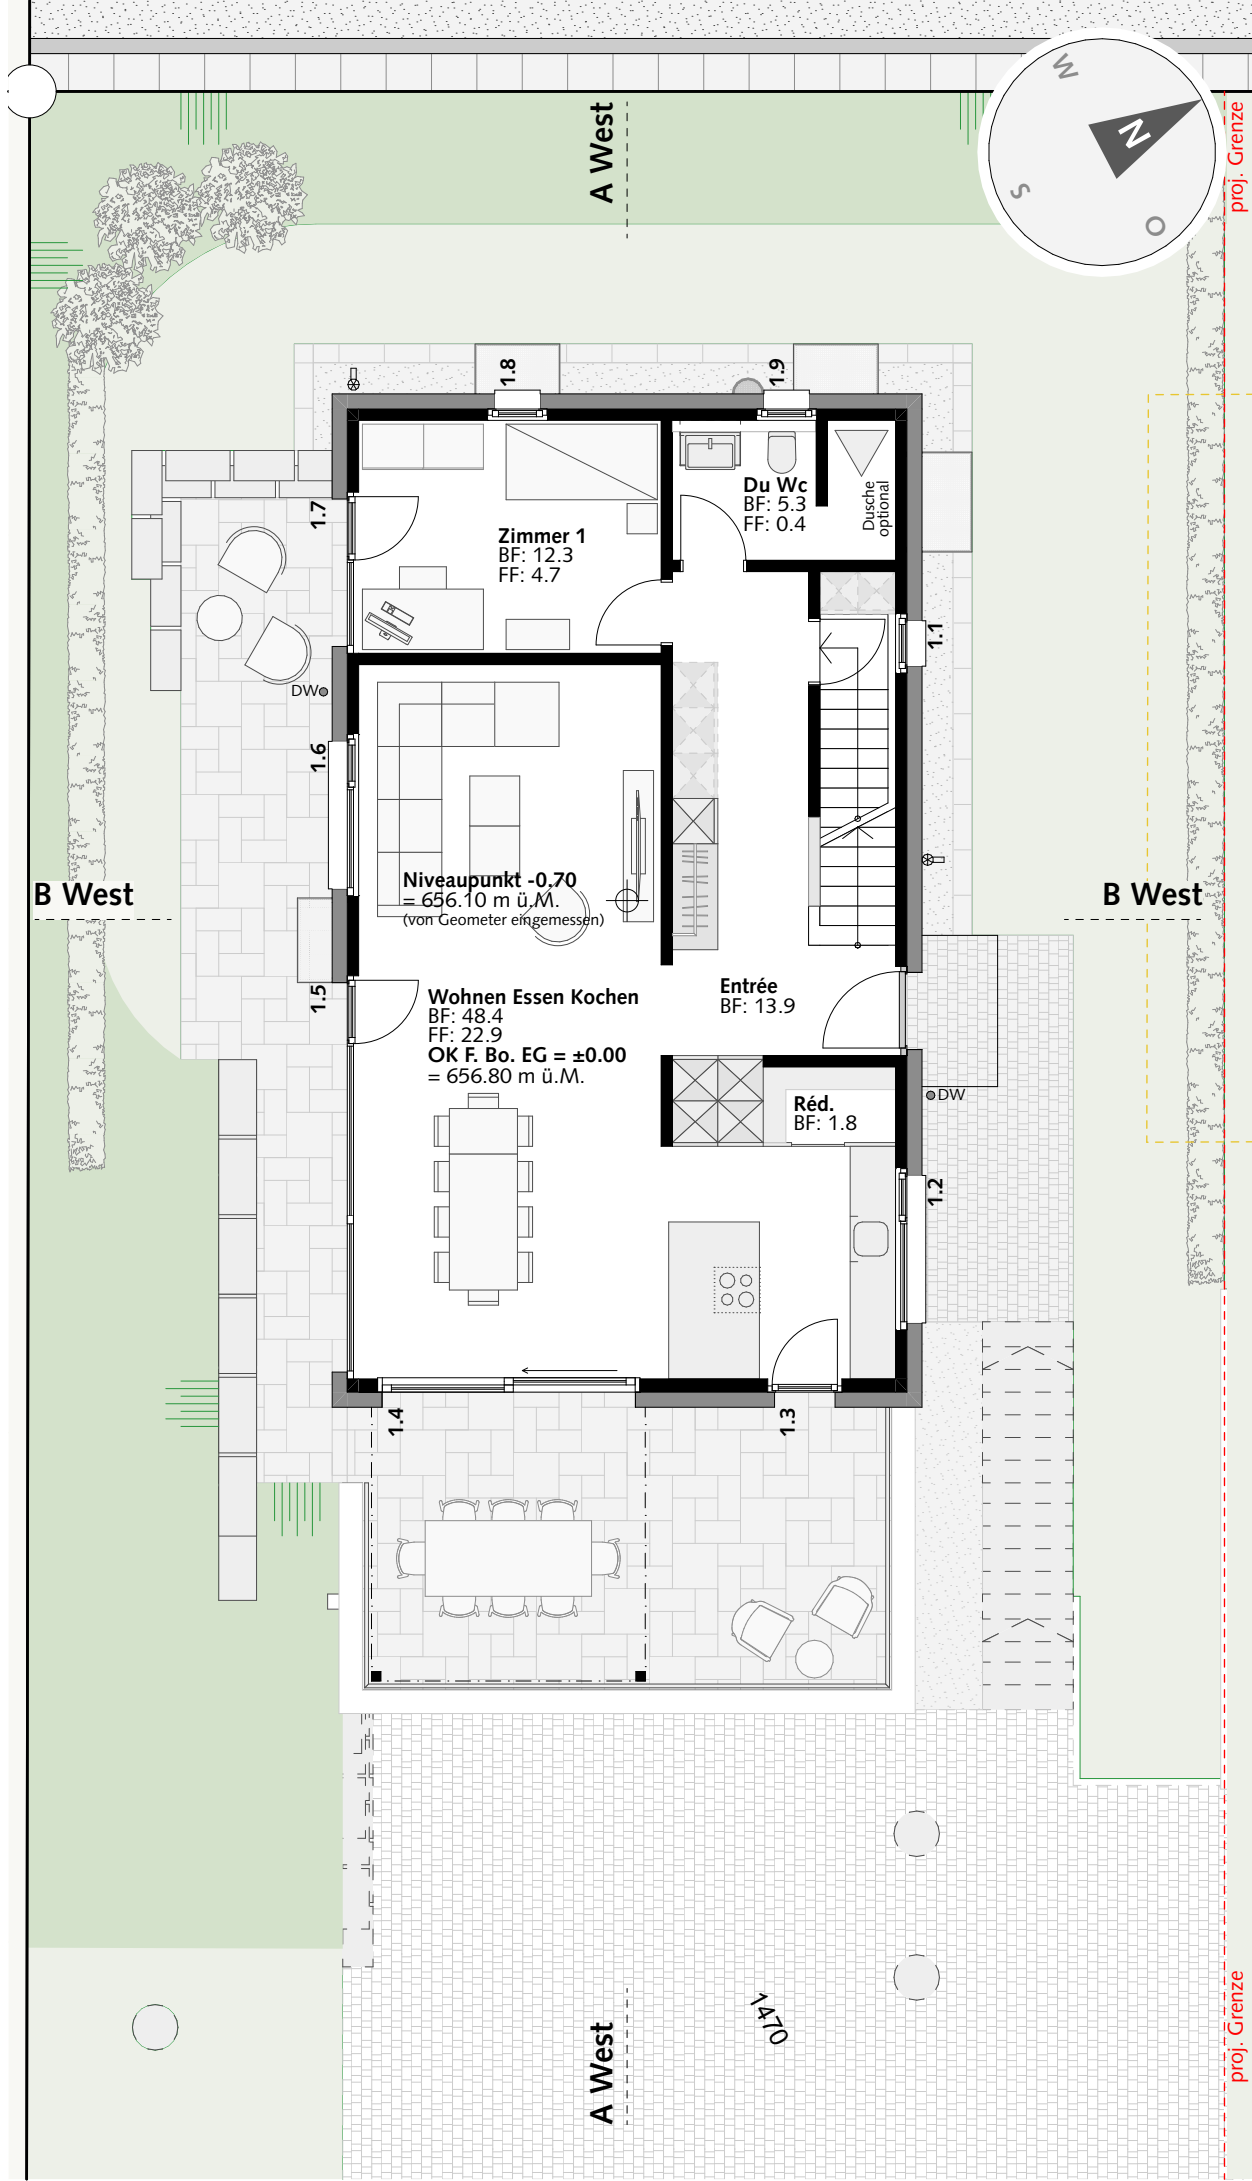 A West
W
N
S
O
proj. Grenze
1.8
1.9
1.7
Zimmer 1
BF: 12.3
FF: 4.7
Du Wc
BF: 5.3
FF: 0.4
Dusche
optional
1.1
DW
1.6
B West
Niveaupunkt -0.70
= 656.10 m ü.M.
(von Geometer eingemessen)
B West
1.5
Wohnen Essen Kochen
BF: 48.4
FF: 22.9
OK F. Bo. EG = ±0.00
= 656.80 m ü.M.
Entrée
BF: 13.9
Réd.
BF: 1.8
DW
1.2
1.4
1.3
1470
A West
proj. Grenze